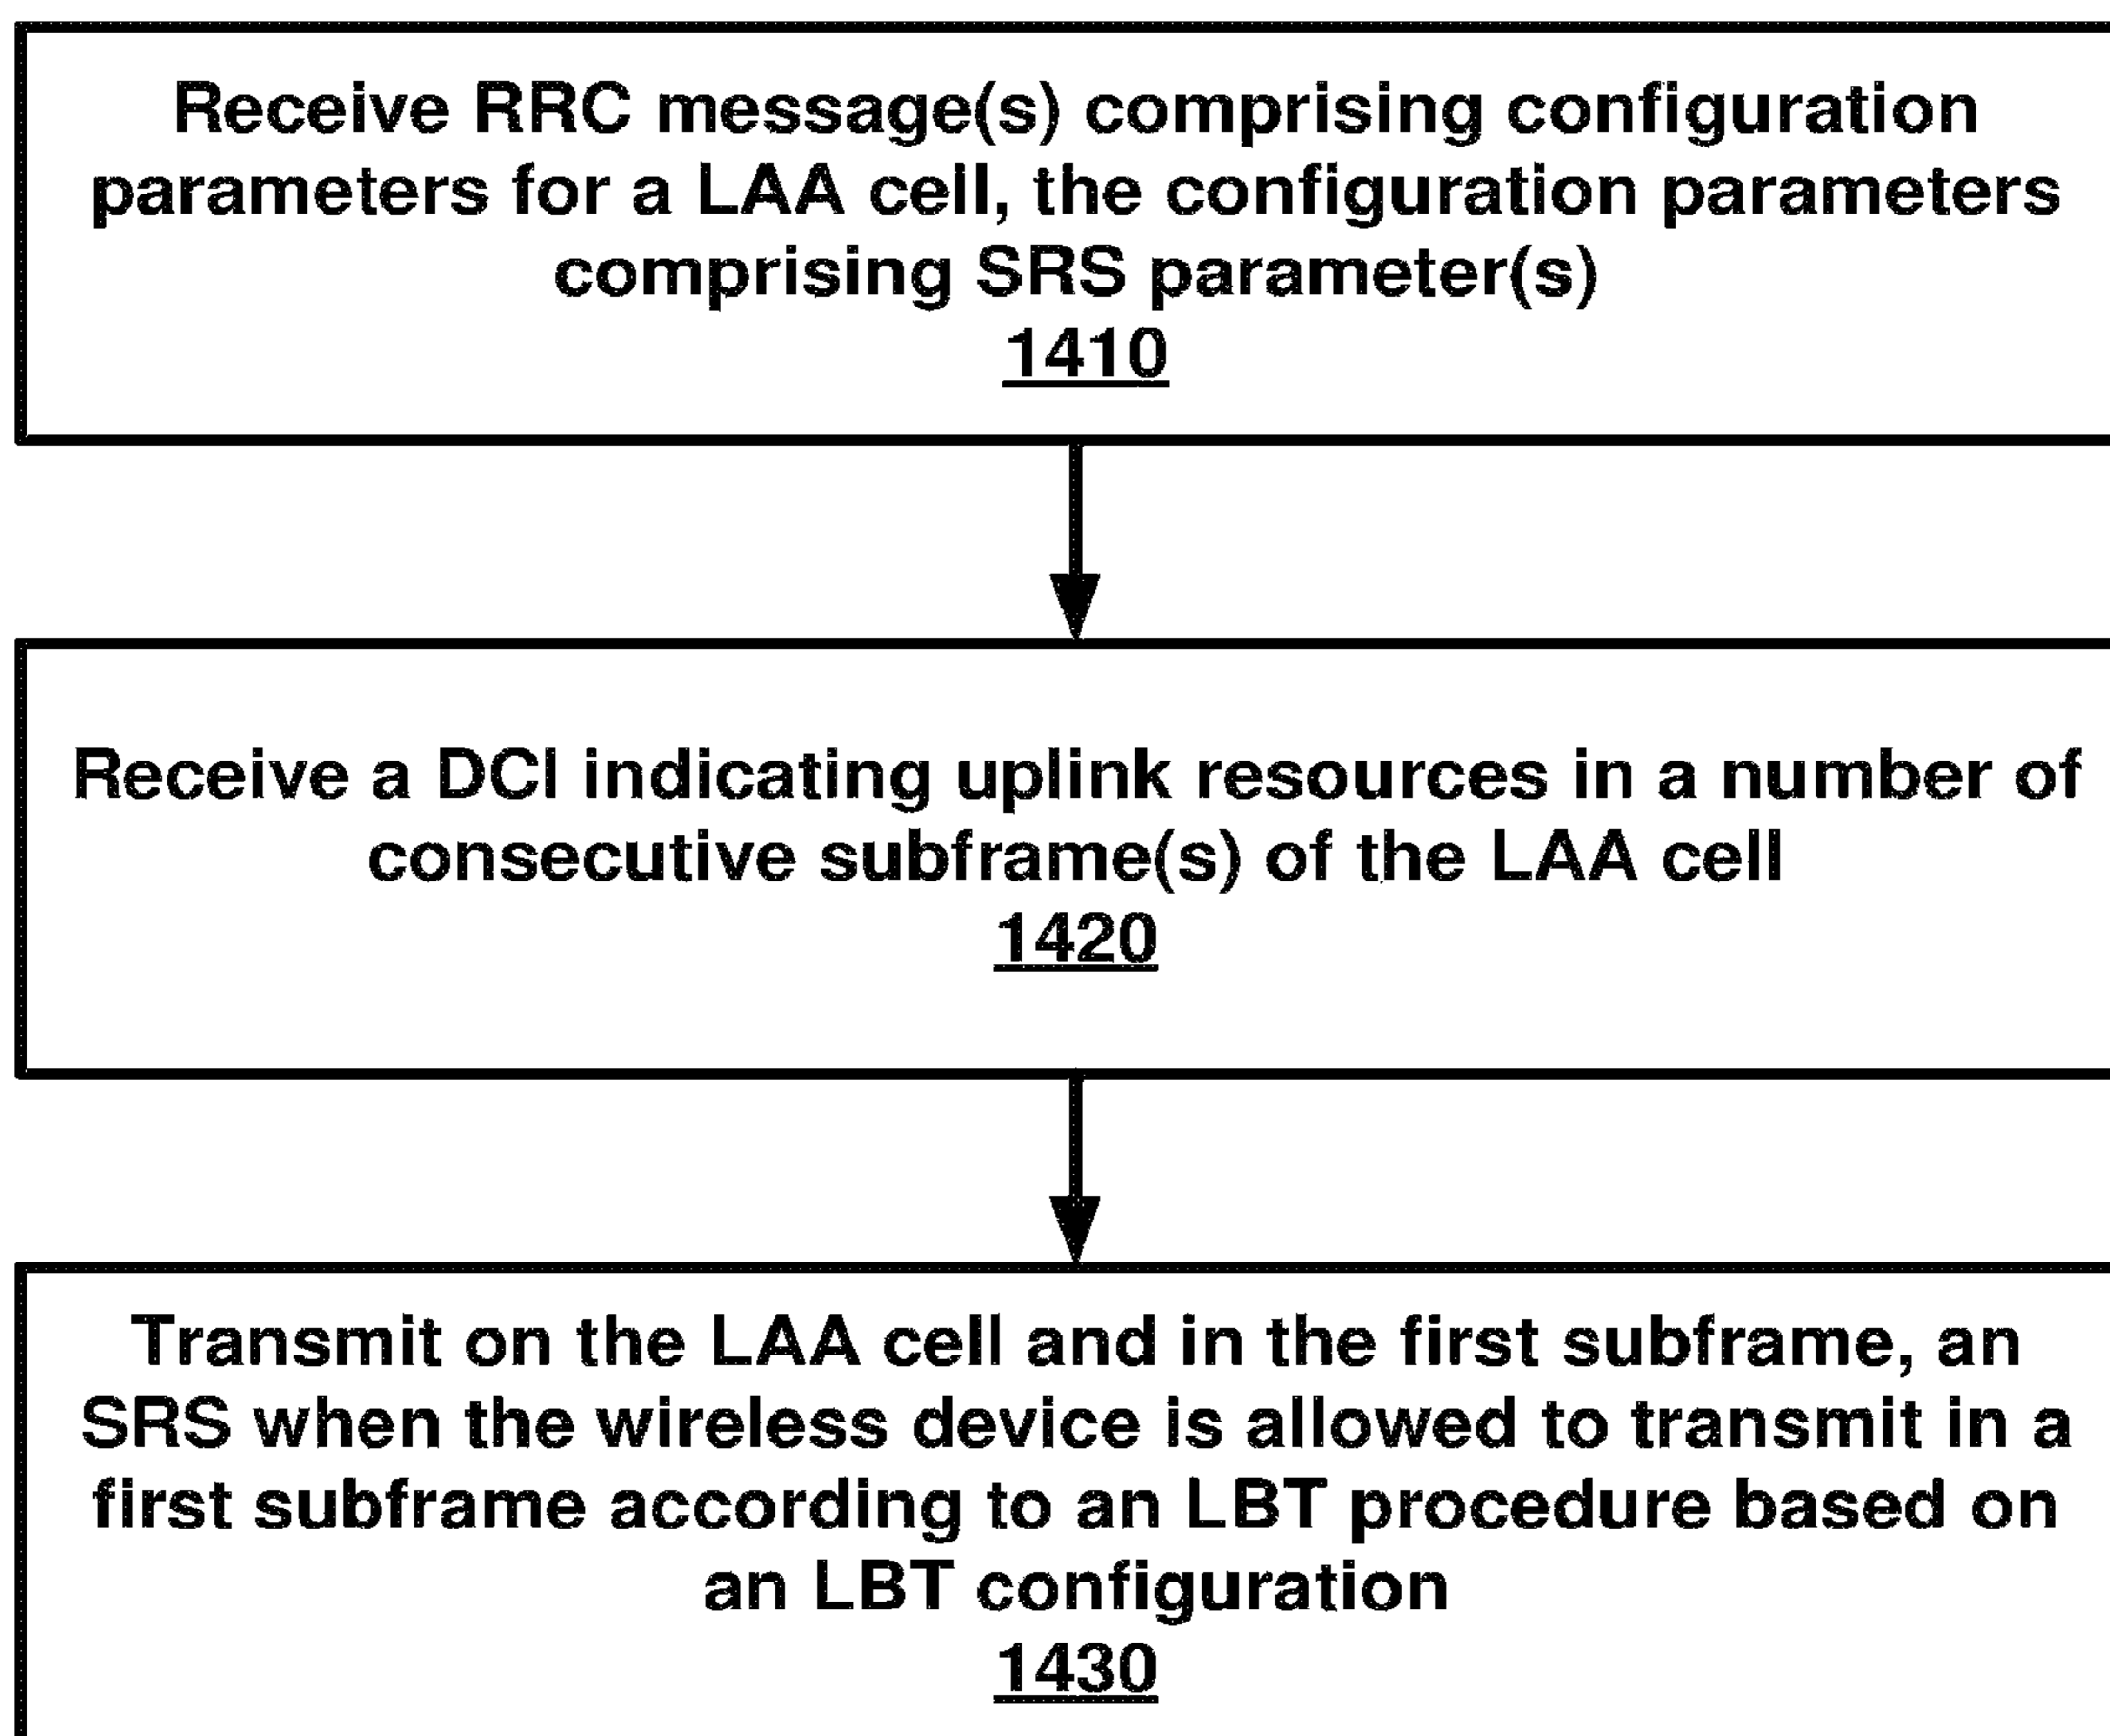 Receive RRC message(s) comprising configuration
parameters for a LAA cell, the configuration parameters
comprising SRS parameter(s)
1410
Receive a DCI indicating uplink resources in a number of
consecutive subframe(s) of the LAA cell
1420
Transmit on the LAA cell and in the first subframe, an
SRS when the wireless device is allowed to transmit in a
first subframe according to an LBT procedure based on
an LBT configuration
1430